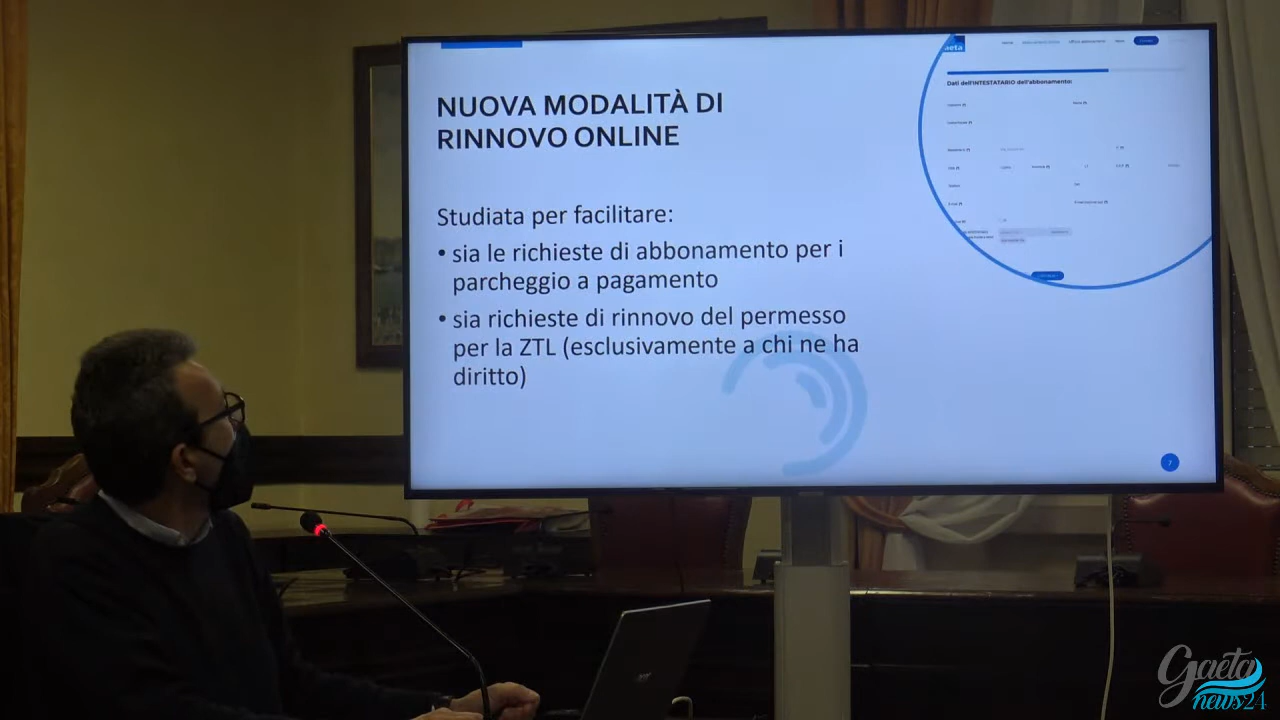 NUOVA MODALITÀ DI
RINNOVO ONLINE
Studiata per facilitare:
• sia le richieste di abbonamento per i
parcheggio a pagamento
• sia richieste di rinnovo del permesso
per la ZTL (esclusivamente a chi ne ha
diritto)
7
Dati dell'INTESTATARIO dell'abbonamento:
Gaeta
news24